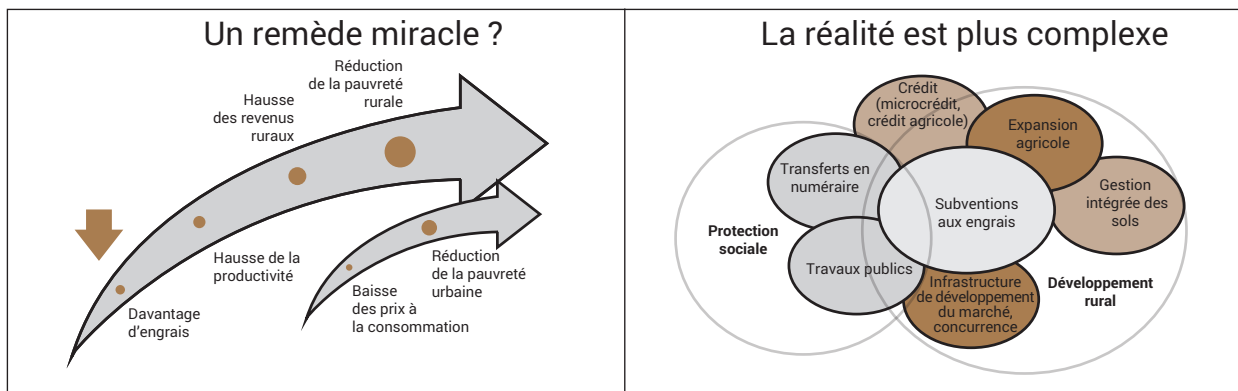 Un remède miracle ?
Réduction
de la pauvreté
rurale
Hausse
des revenus
ruraux
Hausse de la
productivité
Davantage
d’engrais
Réduction
de la pauvreté
urbaine
Baisse
des prix à
la consommation
La réalité est plus complexe
Crédit
(microcrédit,
crédit agricole)
Expansion
agricole
Transferts en
numéraire
Gestion
intégrée des
sols
Subventions
aux engrais
Protection
sociale
Travaux publics
Infrastructure
de développement
du marché,
concurrence
Développement
rural